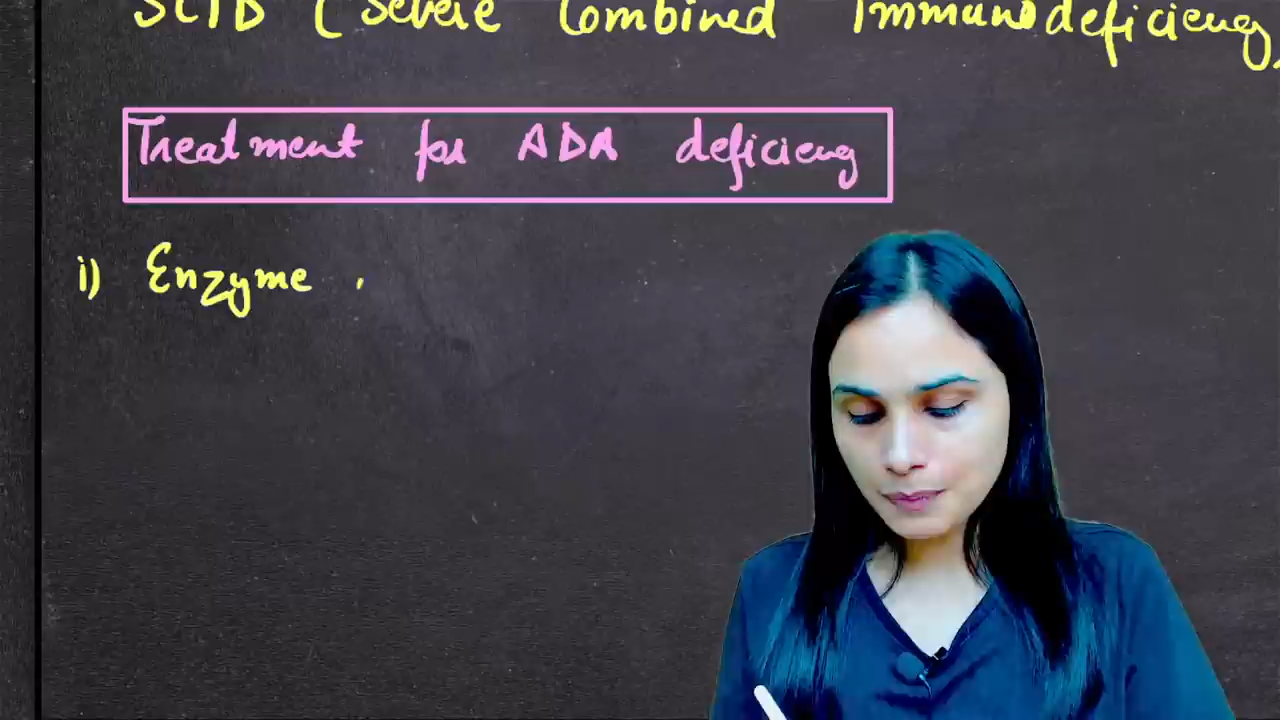 SCID (Severe Combined Immunodeficiency)
Treatment for ADA deficiency
i) Enzyme